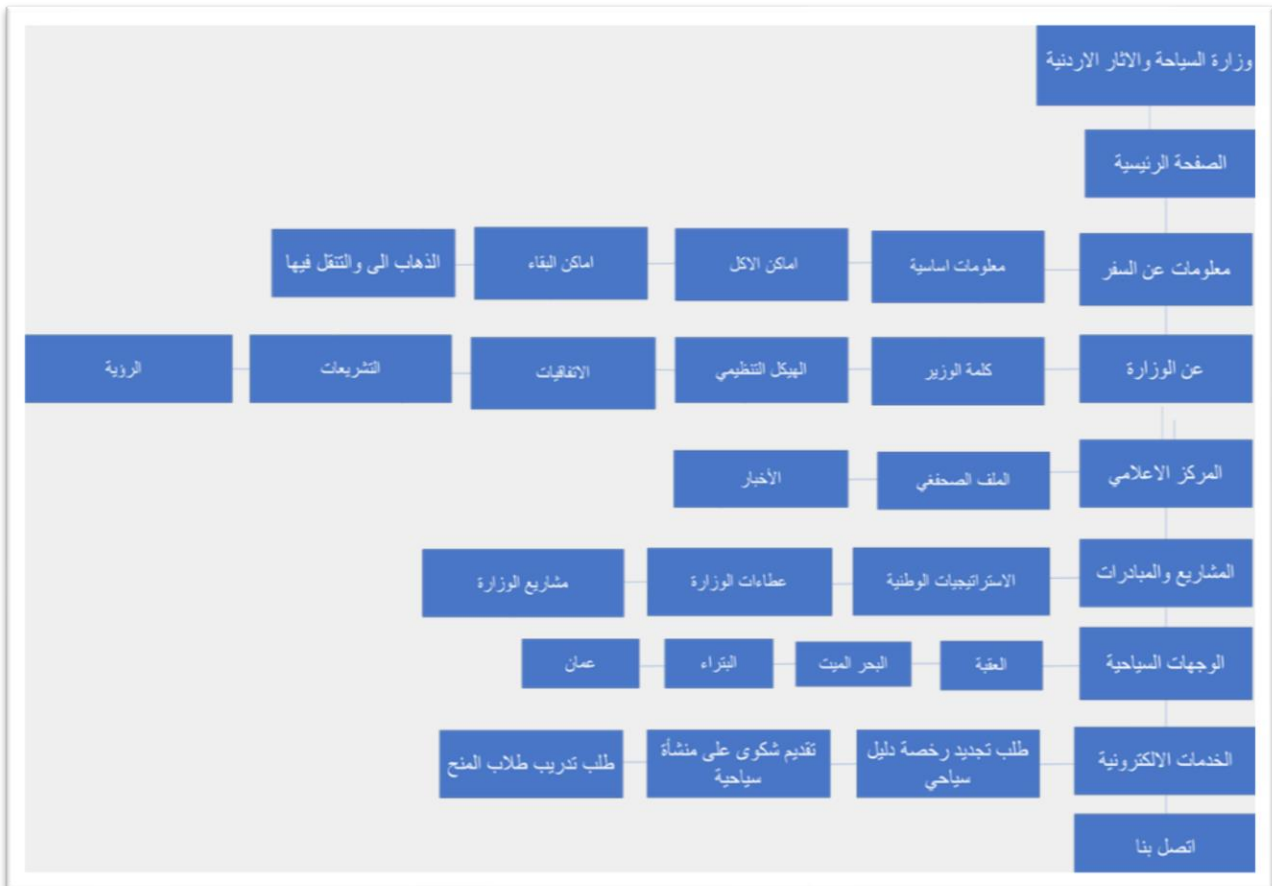 وزارة السياحة والاثار الاردنية
الصفحة الرئيسية
معلومات عن السفر
معلومات اساسية
اماكن الاكل
اماكن البقاء
الذهاب الى والتنقل فيها
عن الوزارة
كلمة الوزير
الهيكل التنظيمي
الاتفاقيات
التشريعات
الرؤية
المركز الاعلامي
الملف الصحفغي
الأخبار
المشاريع والمبادرات
الاستراتيجيات الوطنية
عطاءات الوزارة
مشاريع الوزارة
الوجهات السياحية
العقبة
البحر الميت
البتراء
عمان
الخدمات الالكترونية
طلب تجديد رخصة دليل
سياحي
تقديم شكوى على منشأة
سياحية
طلب تدريب طلاب المنح
اتصل بنا